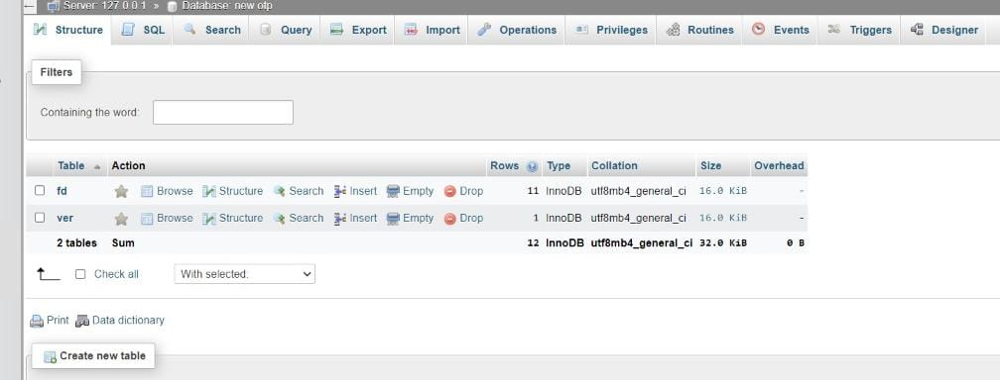 Server: 127.0.0.1 » Database: new otp
Structure SQL Search Query Export Import Operations Privileges Routines Events Triggers Designer
Filters
Containing the word:
Table Action Rows Type Collation Size Overhead
fd Browse Structure Search Insert Empty Drop 11 InnoDB utf8mb4_general_ci 16.0 KiB -
ver Browse Structure Search Insert Empty Drop 1 InnoDB utf8mb4_general_ci 16.0 KiB -
2 tables Sum 12 InnoDB utf8mb4_general_ci 32.0 KiB 0 B
Check all With selected:
Print Data dictionary
Create new table